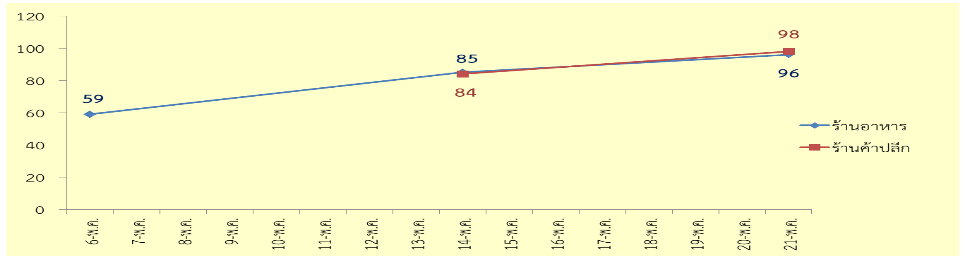 120
100
80
60
40
20
0
59
85
84
98
96
6-พ.ค.
7-พ.ค.
8-พ.ค.
9-พ.ค.
10-พ.ค.
11-พ.ค.
12-พ.ค.
13-พ.ค.
14-พ.ค.
15-พ.ค.
16-พ.ค.
17-พ.ค.
18-พ.ค.
19-พ.ค.
20-พ.ค.
21-พ.ค.
ร้านอาหาร
ร้านค้าปลีก